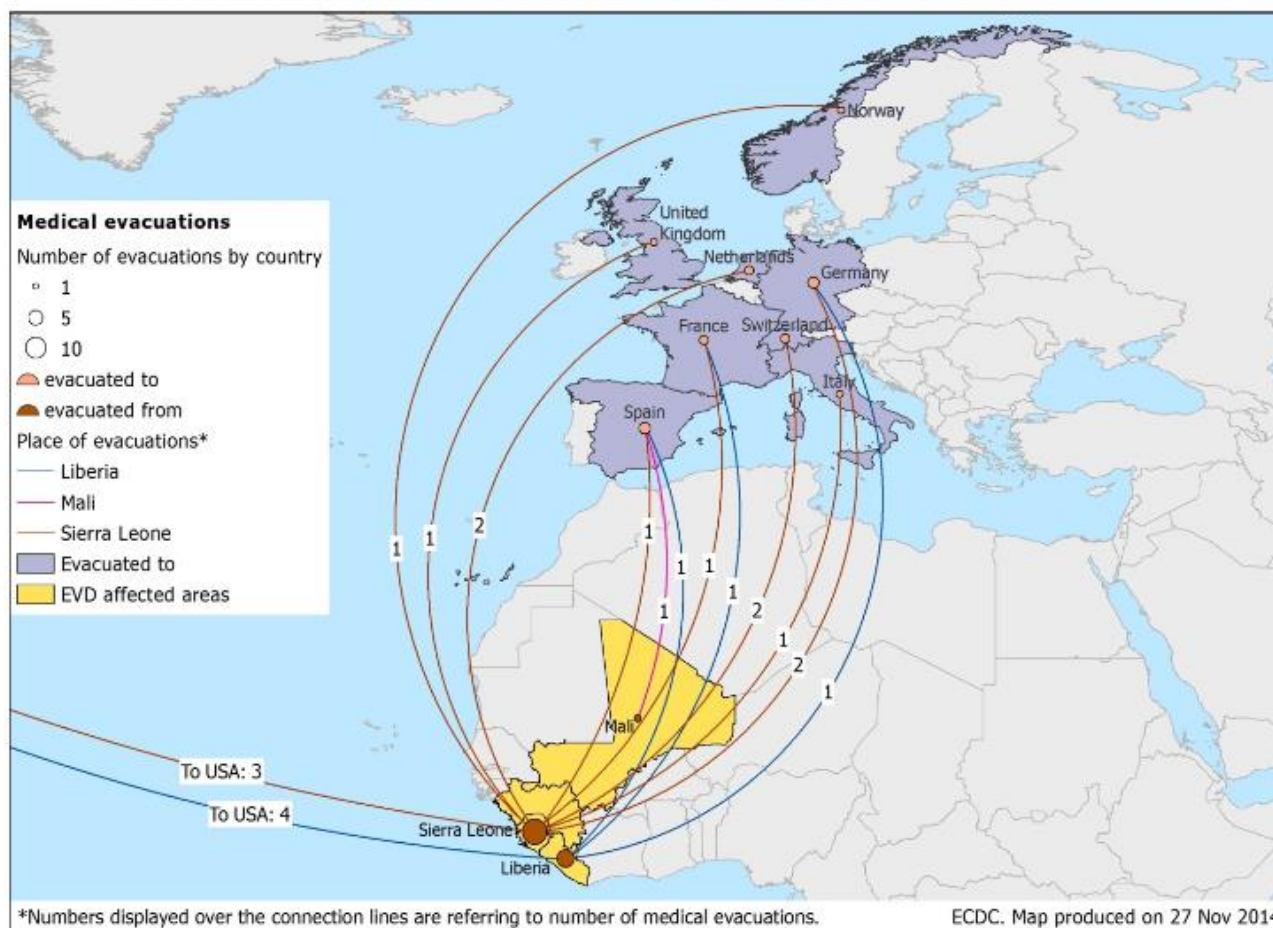 Norway
United
Kingdom
Netherlands
Germany
France
Switzerland
Italy
Spain
Medical evacuations
Number of evacuations by country
1
5
10
evacuated to
evacuated from
Place of evacuations*
Liberia
Mali
Sierra Leone
Evacuated to
EVD affected areas
2
1
1
1
1
1
1
1
1
2
1
2
1
Mali
To USA: 3
To USA: 4
Sierra Leone
Liberia
*Numbers displayed over the connection lines are referring to number of medical evacuations.
ECDC. Map produced on 27 Nov 2014